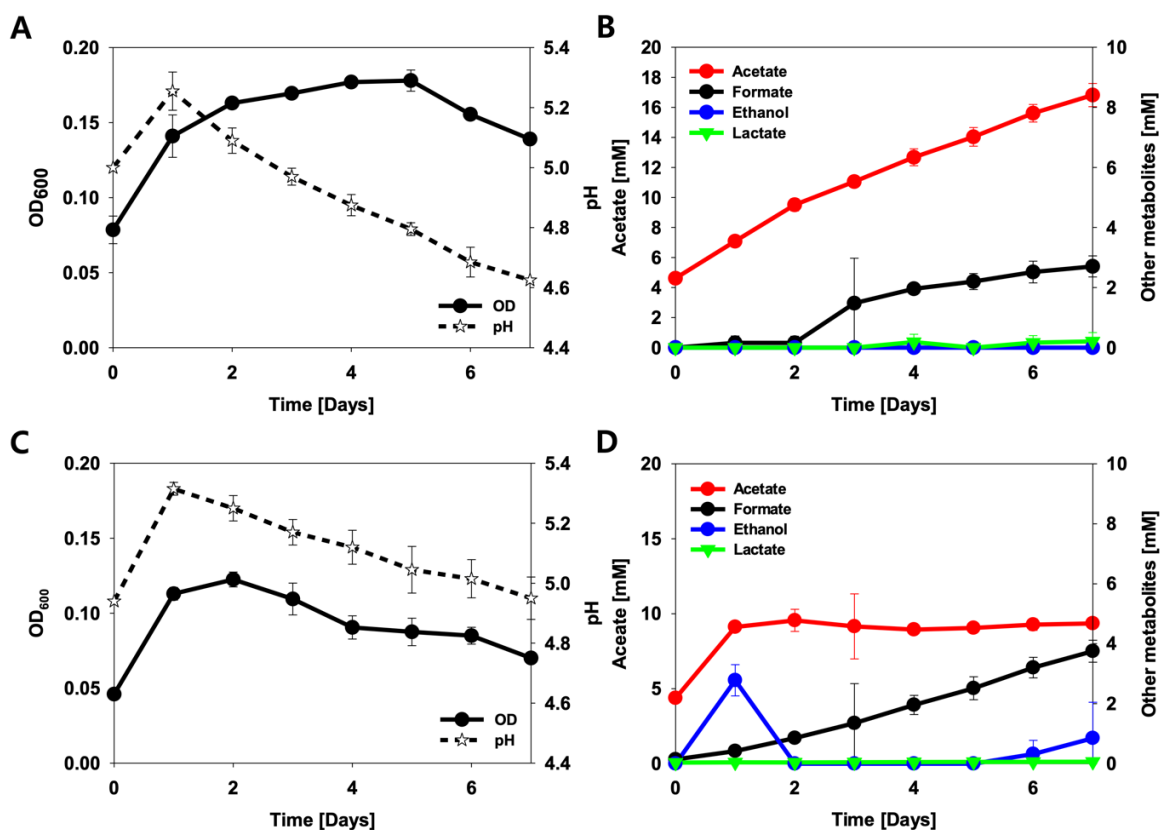 A
0.20
0.15
0.10
0.05
0.00
OD600
5.4
5.2
5.0
4.8
4.6
4.4
pH
OD
pH
0 2 4 6
Time [Days]
B
20
18
16
14
12
10
8
6
4
2
0
Acetate [mM]
Acetate
Formate
Ethanol
Lactate
10
8
6
4
2
0
Other metabolites [mM]
0 2 4 6
Time [Days]
C
0.20
0.15
0.10
0.05
0.00
OD600
5.4
5.2
5.0
4.8
4.6
4.4
pH
OD
pH
0 2 4 6
Time [Days]
D
20
15
10
5
0
Aceate [mM]
Acetate
Formate
Ethanol
Lactate
10
8
6
4
2
0
Other metabolites [mM]
0 2 4 6
Time [Days]